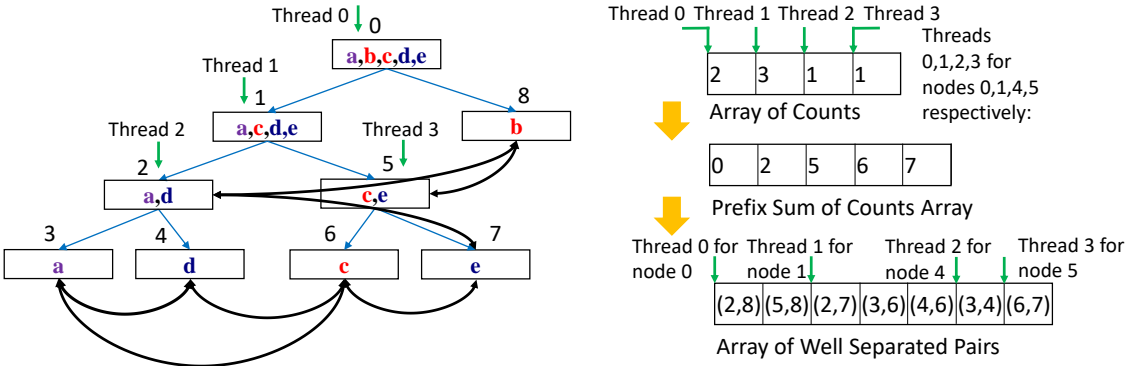 Thread 0
0
a,b,c,d,e
Thread 1
1
a,c,d,e
8
b
Thread 2
2
a,d
Thread 3
5
c,e
3
a
4
d
6
c
7
e
Thread 0 Thread 1 Thread 2 Thread 3
2 3 1 1
Array of Counts
Threads
0,1,2,3 for
nodes 0,1,4,5
respectively:
0 2 5 6 7
Prefix Sum of Counts Array
Thread 0 for
node 0
Thread 1 for
node 1
Thread 2 for
node 4
Thread 3 for
node 5
(2,8) (5,8) (2,7) (3,6) (4,6) (3,4) (6,7)
Array of Well Separated Pairs